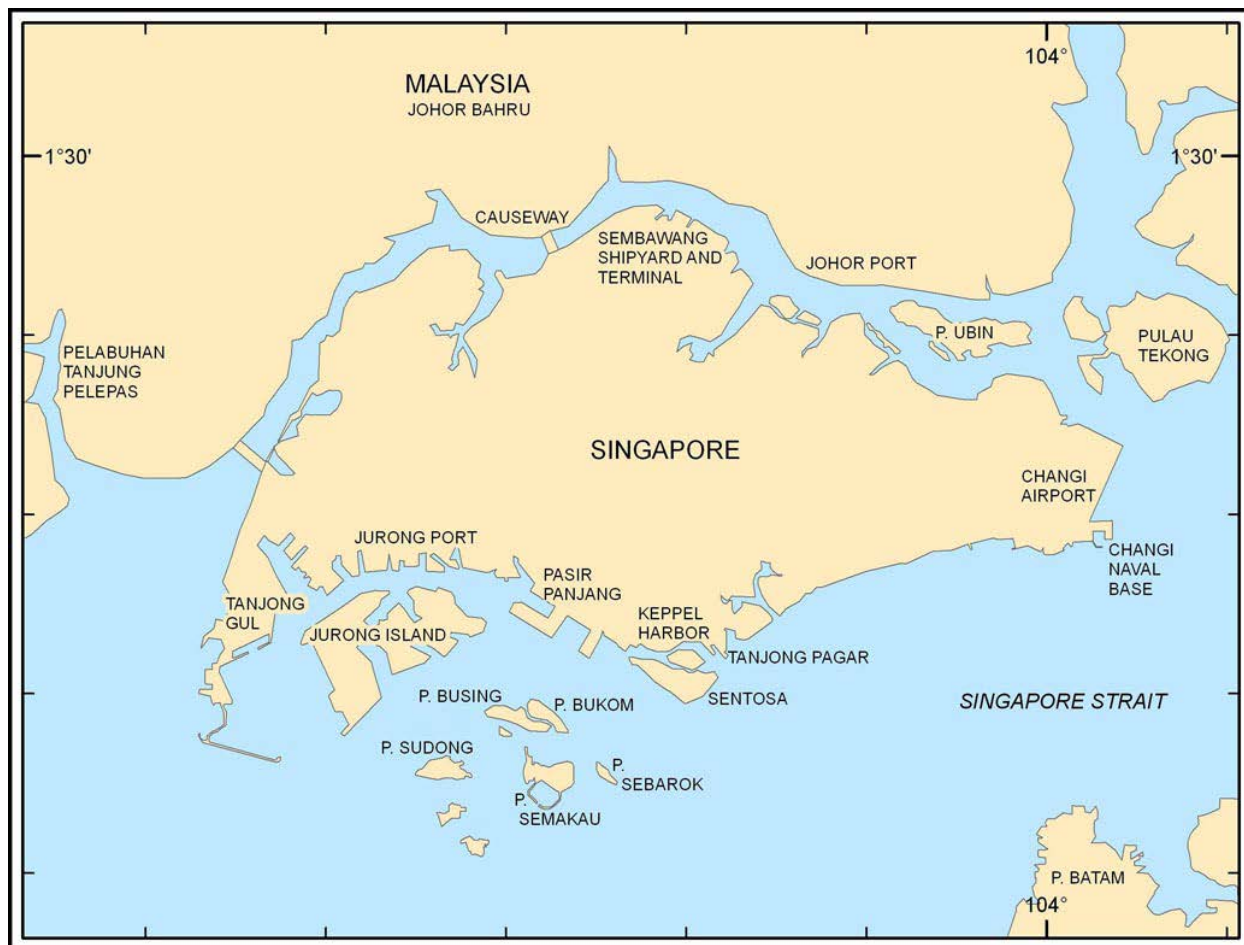 104°
MALAYSIA
JOHOR BAHRU
1°30'
1°30'
CAUSEWAY
SEMBAWANG
SHIPYARD AND
TERMINAL
JOHOR PORT
P. UBIN
PULAU
TEKONG
PELABUHAN
TANJUNG
PELEPAS
SINGAPORE
CHANGI
AIRPORT
JURONG PORT
CHANGI
NAVAL
BASE
PASIR
PANJANG
TANJONG
GUL
KEPPEL
HARBOR
JURONG ISLAND
TANJONG PAGAR
P. BUSING
P. BUKOM
SENTOSA
SINGAPORE STRAIT
P. SUDONG
P.
SEBAROK
P.
SEMAKAU
P. BATAM
104°